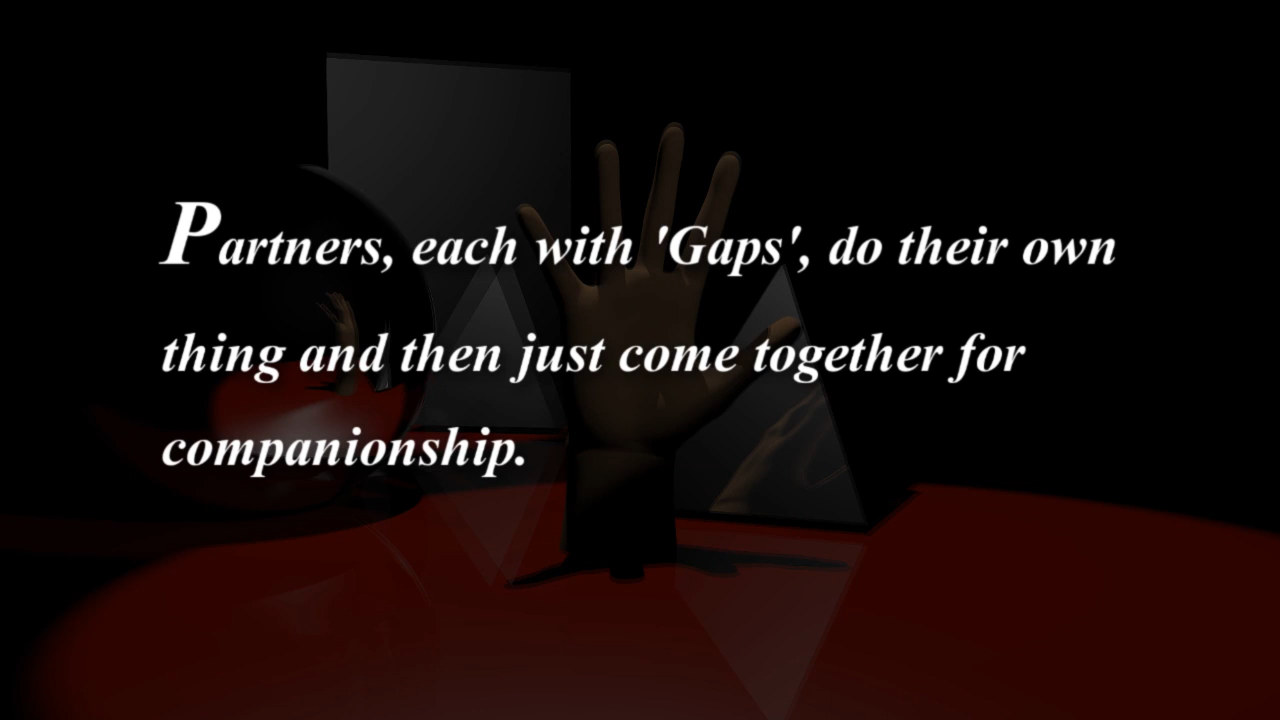 Partners, each with 'Gaps', do their own
thing and then just come together for
companionship.